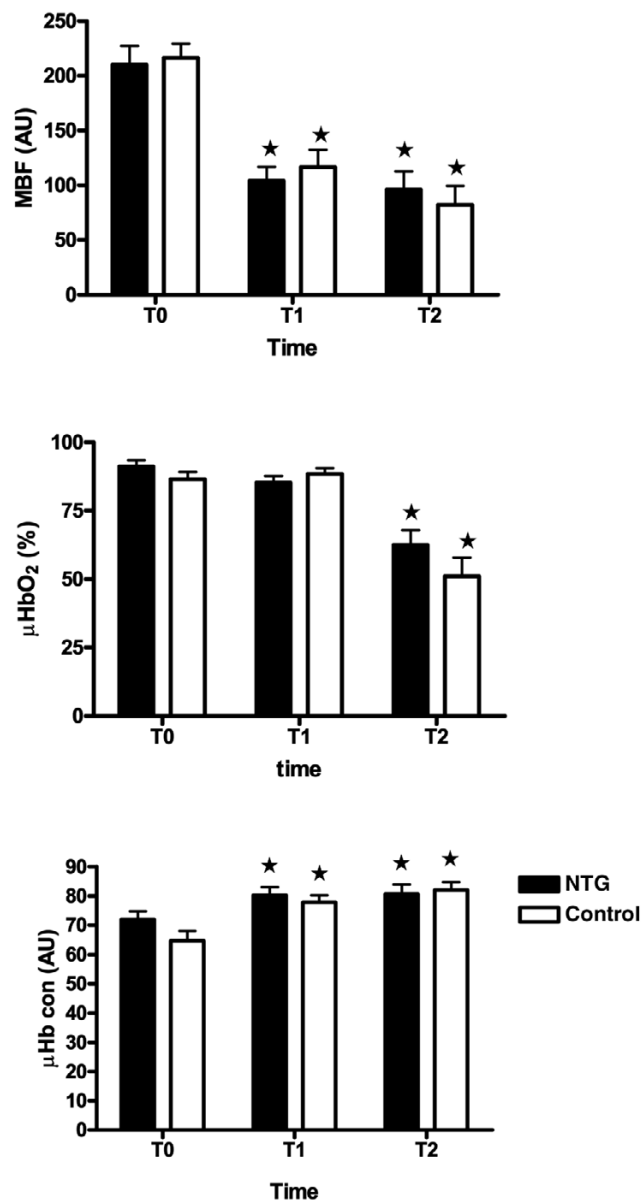 250
200
150
100
50
0
MBF (AU)
★ ★ ★ ★
T0 T1 T2
Time
100
75
50
25
0
μHbO₂ (%)
★ ★
T0 T1 T2
time
90
80
70
60
50
40
30
20
10
0
μHb con (AU)
★ ★ ★ ★
T0 T1 T2
Time
NTG
Control